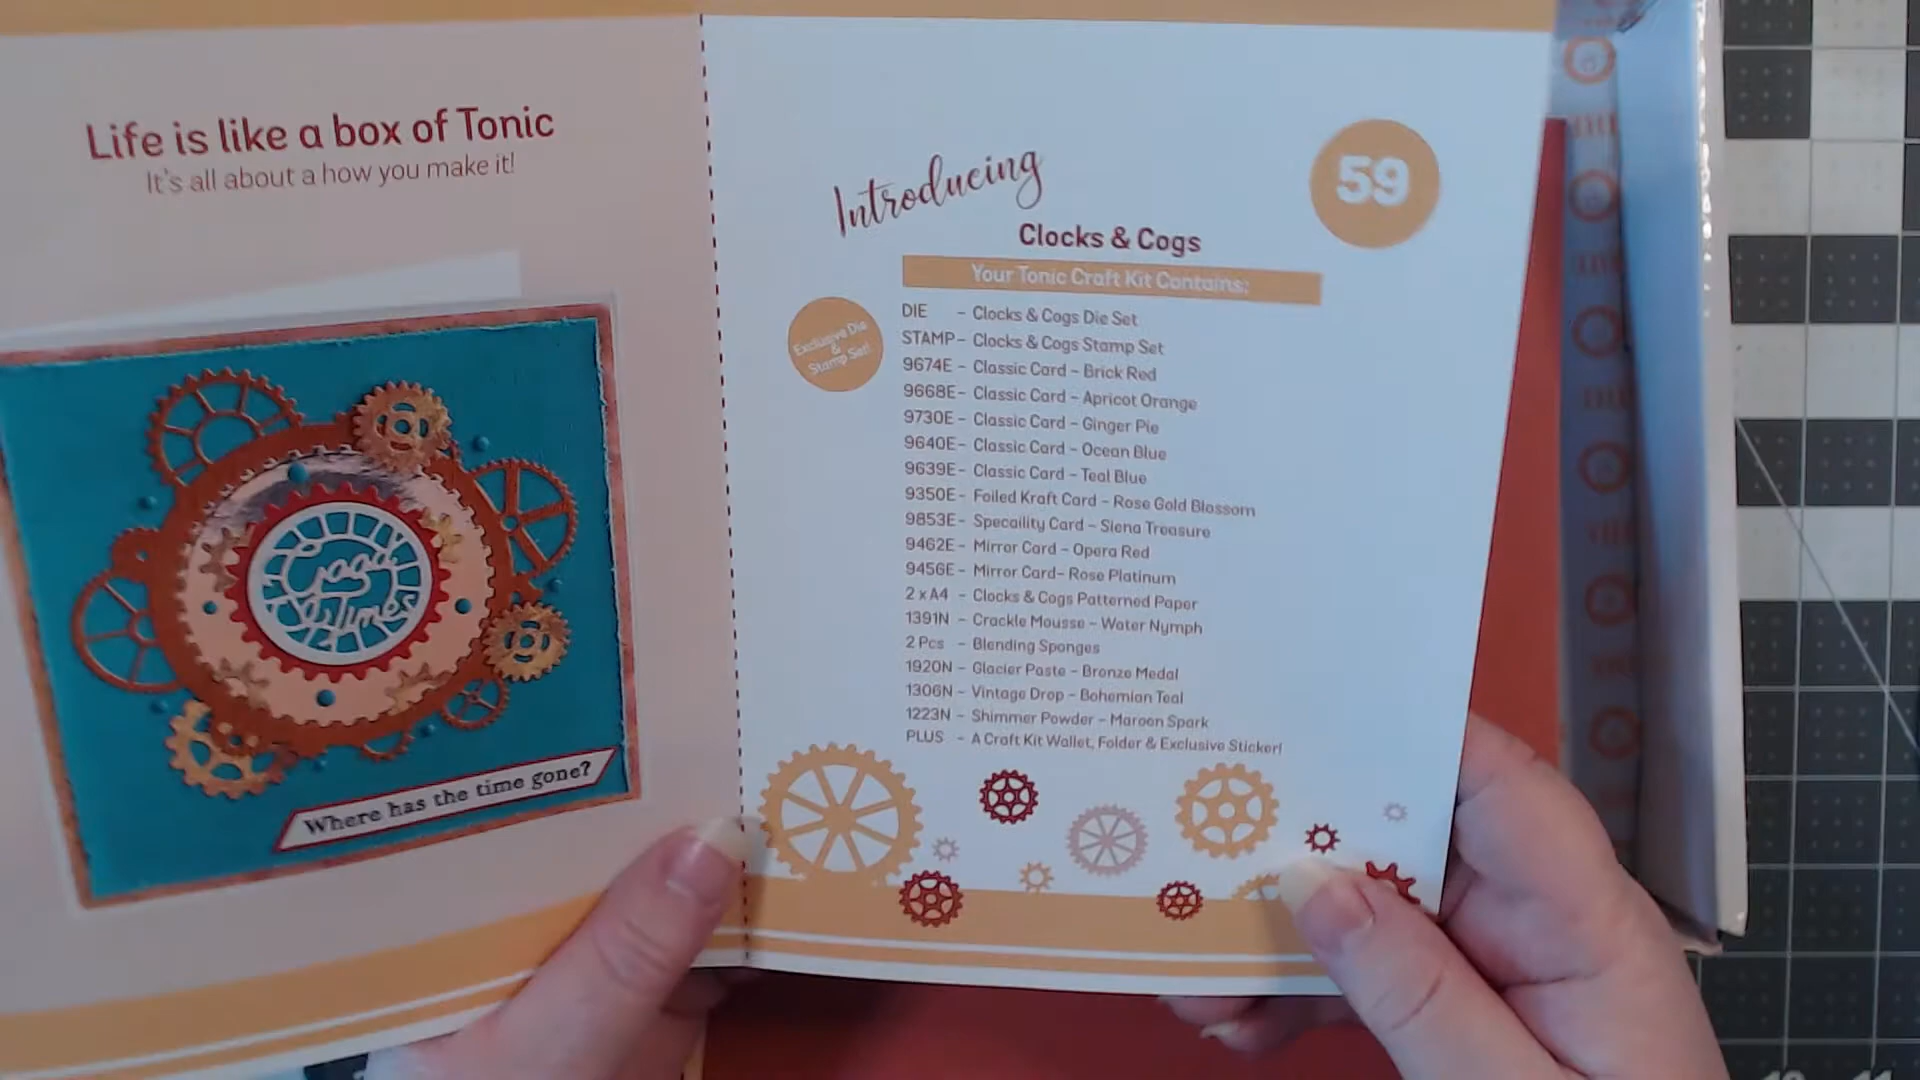 Life is like a box of Tonic
It's all about a how you make it!
Good
Times
Where has the time gone?
Introducing
59
Clocks & Cogs
Your Tonic Craft Kit Contains:
Exclusive Die
&
Stamp Set!
DIE – Clocks & Cogs Die Set
STAMP – Clocks & Cogs Stamp Set
9674E – Classic Card – Brick Red
9668E – Classic Card – Apricot Orange
9730E – Classic Card – Ginger Pie
9640E – Classic Card – Ocean Blue
9639E – Classic Card – Teal Blue
9350E – Foiled Kraft Card – Rose Gold Blossom
9853E – Specaility Card – Siena Treasure
9462E – Mirror Card – Opera Red
9456E – Mirror Card– Rose Platinum
2 x A4 – Clocks & Cogs Patterned Paper
1391N – Crackle Mousse – Water Nymph
2 Pcs – Blending Sponges
1920N – Glacier Paste – Bronze Medal
1306N – Vintage Drop – Bohemian Teal
1223N – Shimmer Powder – Maroon Spark
PLUS – A Craft Kit Wallet, Folder & Exclusive Sticker!